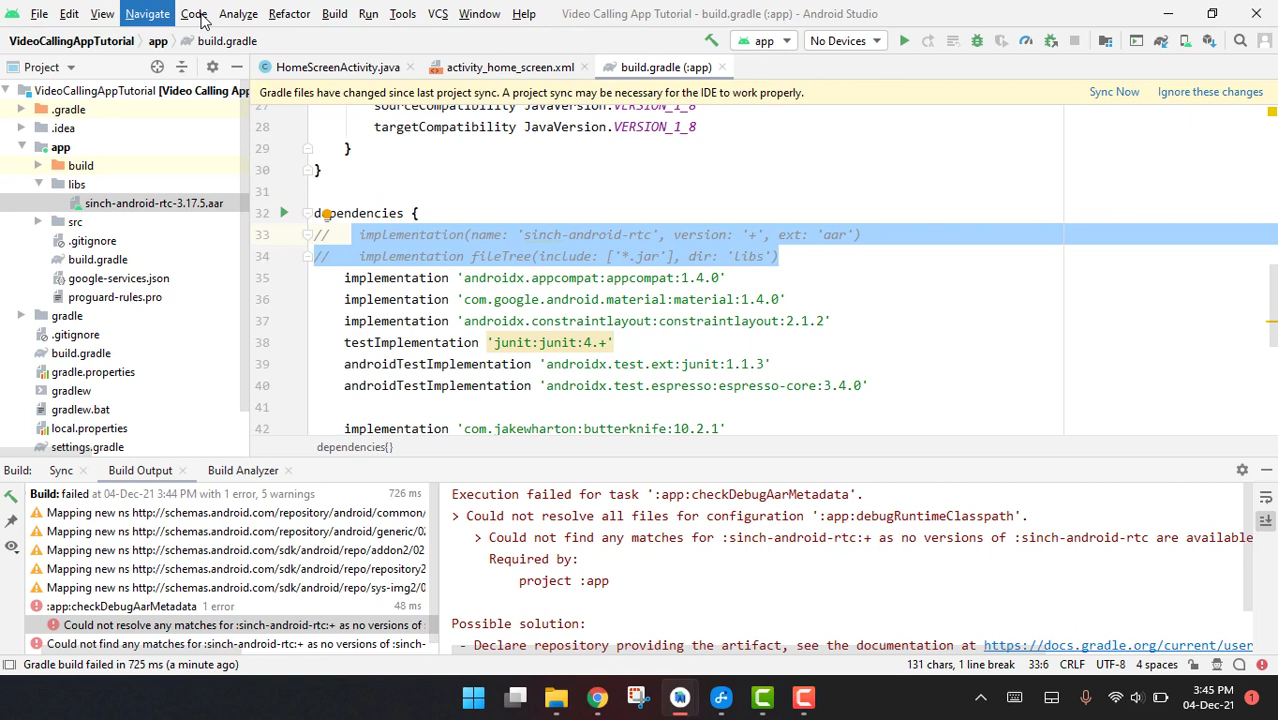 File Edit View Navigate Code Analyze Refactor Build Run Tools VCS Window Help Video Calling App Tutorial - build.gradle (:app) - Android Studio
VideoCallingAppTutorial app build.gradle app No Devices
Project HomeScreenActivity.java activity_home_screen.xml build.gradle (:app)
VideoCallingAppTutorial [Video Calling App
Gradle files have changed since last project sync. A project sync may be necessary for the IDE to work properly. Sync Now Ignore these changes
.gradle
.idea
app
build
libs
sinch-android-rtc-3.17.5.aar
src
.gitignore
build.gradle
google-services.json
proguard-rules.pro
gradle
.gitignore
build.gradle
gradle.properties
gradlew
gradlew.bat
local.properties
settings.gradle
27 sourceCompatibility JavaVersion.VERSION_1_8
28 targetCompatibility JavaVersion.VERSION_1_8
29 }
30 }
31
32 dependencies {
33 // implementation(name: 'sinch-android-rtc', version: '+', ext: 'aar')
34 // implementation fileTree(include: ['*.jar'], dir: 'libs')
35 implementation 'androidx.appcompat:appcompat:1.4.0'
36 implementation 'com.google.android.material:material:1.4.0'
37 implementation 'androidx.constraintlayout:constraintlayout:2.1.2'
38 testImplementation 'junit:junit:4.+'
39 androidTestImplementation 'androidx.test.ext:junit:1.1.3'
40 androidTestImplementation 'androidx.test.espresso:espresso-core:3.4.0'
41
42 implementation 'com.jakewharton:butterknife:10.2.1'
dependencies{}
Build: Sync Build Output Build Analyzer
Build: failed at 04-Dec-21 3:44 PM with 1 error, 5 warnings 726 ms
Mapping new ns http://schemas.android.com/repository/android/common/
Mapping new ns http://schemas.android.com/repository/android/generic/02
Mapping new ns http://schemas.android.com/sdk/android/repo/addon2/02
Mapping new ns http://schemas.android.com/sdk/android/repo/repository2
Mapping new ns http://schemas.android.com/sdk/android/repo/sys-img2/0
:app:checkDebugAarMetadata 1 error 48 ms
Could not resolve any matches for :sinch-android-rtc:+ as no versions of
Could not find any matches for :sinch-android-rtc:+ as no versions of :sinch-
Execution failed for task ':app:checkDebugAarMetadata'.
> Could not resolve all files for configuration ':app:debugRuntimeClasspath'.
> Could not find any matches for :sinch-android-rtc:+ as no versions of :sinch-android-rtc are available
Required by:
project :app
Possible solution:
- Declare repository providing the artifact, see the documentation at https://docs.gradle.org/current/user
Gradle build failed in 725 ms (a minute ago) 131 chars, 1 line break 33:6 CRLF UTF-8 4 spaces
3:45 PM
04-Dec-21
1